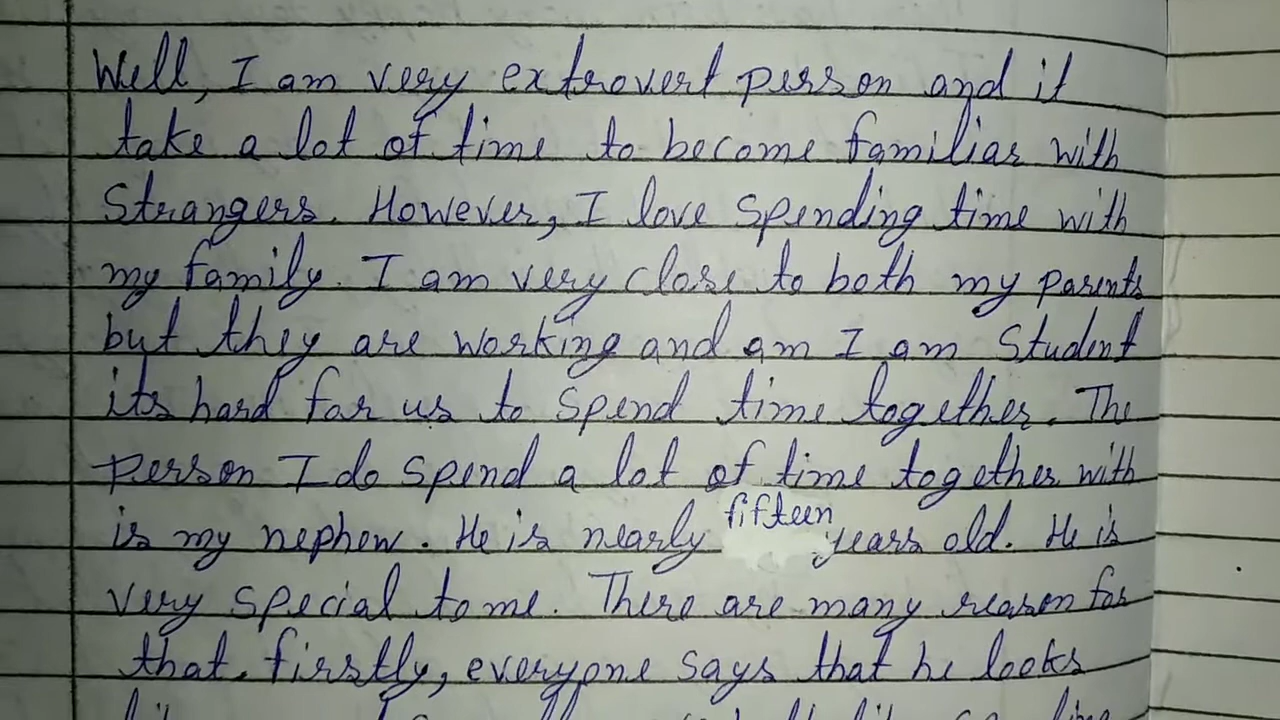 Well, I am very extrovert person and it
take a lot of time to become familiar with
Strangers. However, I love spending time with
my family. I am very close to both my parents
but they are working and am I am Student
its hard for us to spend time together. The
person I do spend a lot of time together with
is my nephew. He is nearly fifteen years old. He is
very special to me. There are many reason for
that. firstly, everyone says that he looks